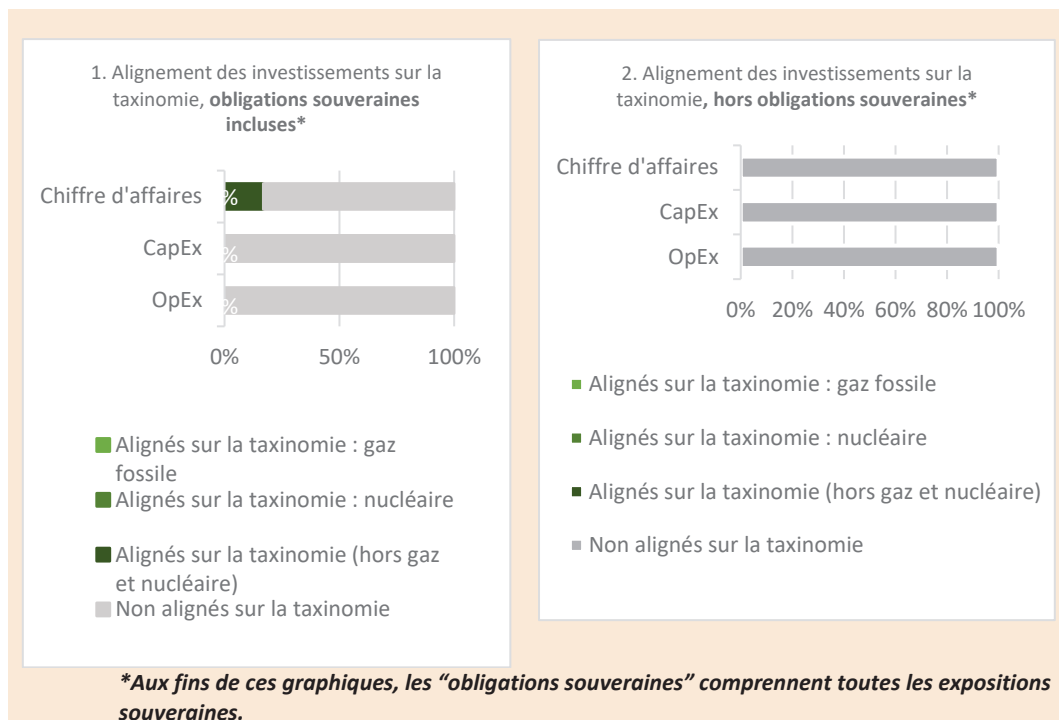 1. Alignement des investissements sur la
taxinomie, obligations souveraines
incluses*
Chiffre d'affaires
%
CapEx
%
OpEx
%
0% 50% 100%
Alignés sur la taxinomie : gaz
fossile
Alignés sur la taxinomie : nucléaire
Alignés sur la taxinomie (hors gaz
et nucléaire)
Non alignés sur la taxinomie
2. Alignement des investissements sur la
taxinomie, hors obligations souveraines*
Chiffre d'affaires
CapEx
OpEx
0% 20% 40% 60% 80% 100%
Alignés sur la taxinomie : gaz fossile
Alignés sur la taxinomie : nucléaire
Alignés sur la taxinomie (hors gaz et nucléaire)
Non alignés sur la taxinomie
*Aux fins de ces graphiques, les “obligations souveraines” comprennent toutes les expositions
souveraines.